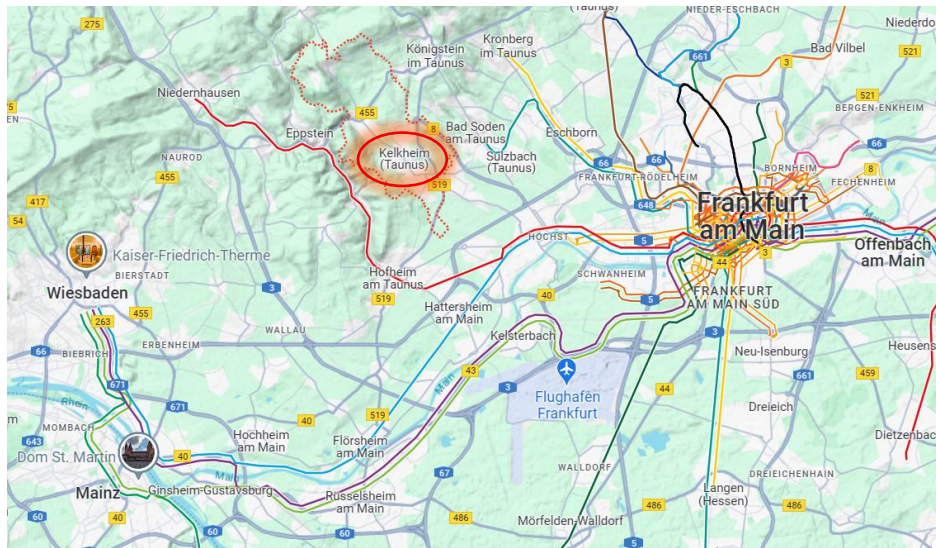 (Taunus)
NIEDER-ESCHBACH
275
455
Königstein
im Taunus
Kronberg
im Taunus
661
Niederdo
Bad Vilbel
3
521
Niedernhausen
521
BERGEN-ENKHEIM
Eppstein
455
8
Bad Soden
am Taunus
Eschborn
EN
NAUROD
Kelkheim
(Taunus)
Sulzbach
(Taunus)
66
66
BORNHEIM
66
8
455
519
FRANKFURT-RÖDELHEIM
FECHENHEIM
417
648
Frankfurt
am Main
Main
54
HÖCHST
5
Offenbach
am Main
Kaiser-Friedrich-Therme
BIERSTADT
44
3
Wiesbaden
3
Hofheim
am Taunus
519
SCHWANHEIM
40
5
FRANKFURT
AM MAIN SÜD
Hattersheim
am Main
455
263
ERBENHEIM
WALLAU
Kelsterbach
3
Heusens
66
BIEBRICH
Neu-Isenburg
671
43
Main
3
Flughafen
Frankfurt
44
661
459
Rhein
671
519
Dreieich
MOMBACH
40
Hochheim
am Main
Flörsheim
am Main
Dietzenbac
643
Dom St. Martin
40
67
WALLDORF
DREIEICHENHAIN
Main
Mainz
Ginsheim-Gustavsburg
Rüsselsheim
am Main
Langen
(Hessen)
486
60
40
60
486
Mörfelden-Walldorf
5